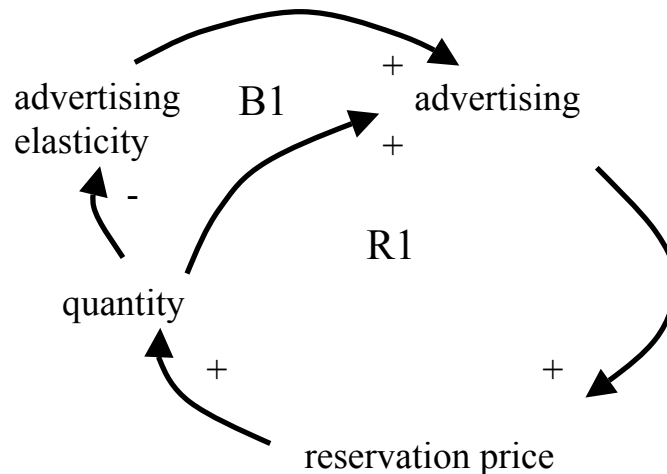 +
advertising
elasticity
B1
advertising
+
-
R1
quantity
+
+
reservation price